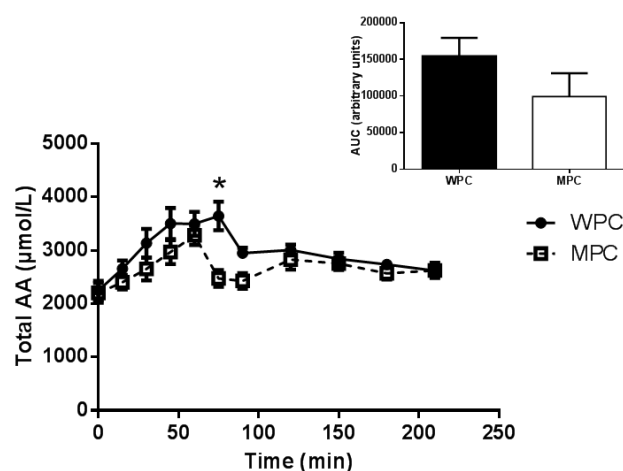 200000
150000
100000
50000
0
AUC (arbitrary units)
WPC MPC
5000
4000
3000
2000
1000
0
Total AA (µmol/L)
*
WPC
MPC
0 50 100 150 200 250
Time (min)